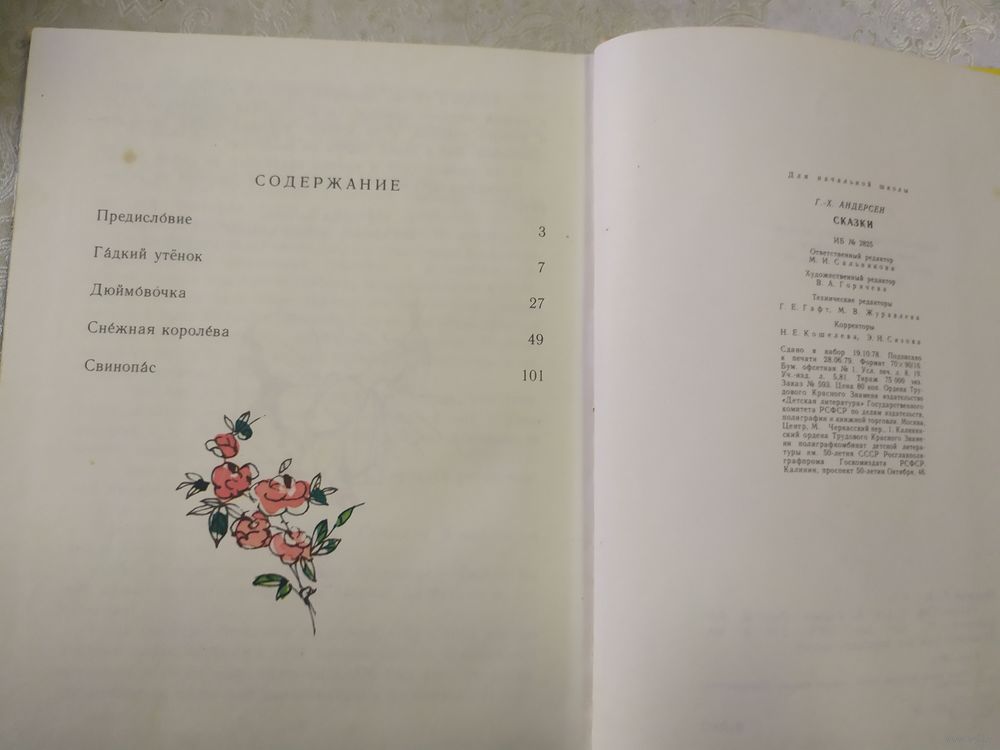 СОДЕРЖАНИЕ
Предисло́вие 3
Га́дкий утёнок 7
Дюймо́вочка 27
Сне́жная короле́ва 49
Свинопа́с 101
Для начальной школы
Г.-Х. АНДЕРСЕН
СКАЗКИ
ИБ № 2825
Ответственный редактор
М. И. Сальникова
Художественный редактор
В. А. Горячева
Технические редакторы
Г. Е. Гафт, М. В. Журавлева
Корректоры
Н. Е. Кошелева, Э. Н. Сизова
Сдано в набор 19.10.78. Подписано
к печати 28.06.79. Формат 70×90/16.
Бум. офсетная № 1. Усл. печ. л. 8,19.
Уч.-изд. л. 5,81. Тираж 75 000 экз.
Заказ № 593. Цена 60 коп. Ордена Тру-
дового Красного Знамени издательство
«Детская литература» Государственного
комитета РСФСР по делам издательств,
полиграфии и книжной торговли. Москва,
Центр, М. Черкасский пер., 1. Калинин-
ский ордена Трудового Красного Знаме-
ни полиграфкомбинат детской литера-
туры им. 50-летия СССР Росглавполи-
графпрома Госкомиздата РСФСР.
Калинин, проспект 50-летия Октября, 46.